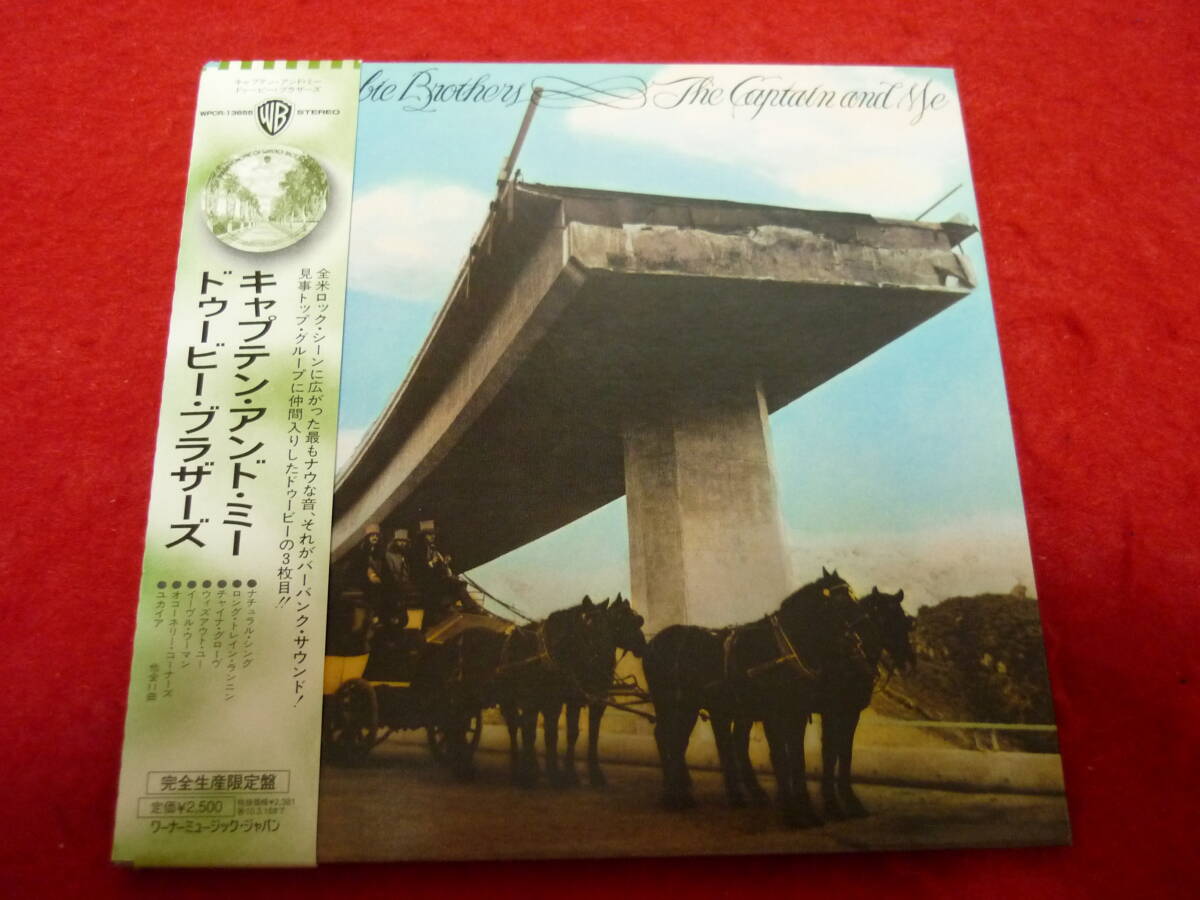 キャプテン・アンド・ミー
ドゥービー・ブラザーズ
WPCR-13655
WB
STEREO
キャプテン・アンド・ミー
ドゥービー・ブラザーズ
全米ロック・シーンに広がった最もナウな音、それがバーバンク・サウンド!
見事トップ・グループに仲間入りしたドゥービーの3枚目!!
●ナチュラル・シング
●ロング・トレイン・ランニン
●チャイナ・グローヴ
●ウィズアウト・ユー
●イーヴル・ウーマン
●オコーネリー・コーナーズ
●ユカイア
他全11曲
完全生産限定盤
定価¥2,500
税抜価格¥2,381
ワーナーミュージック・ジャパン
bie Brothers
The Captain and Me